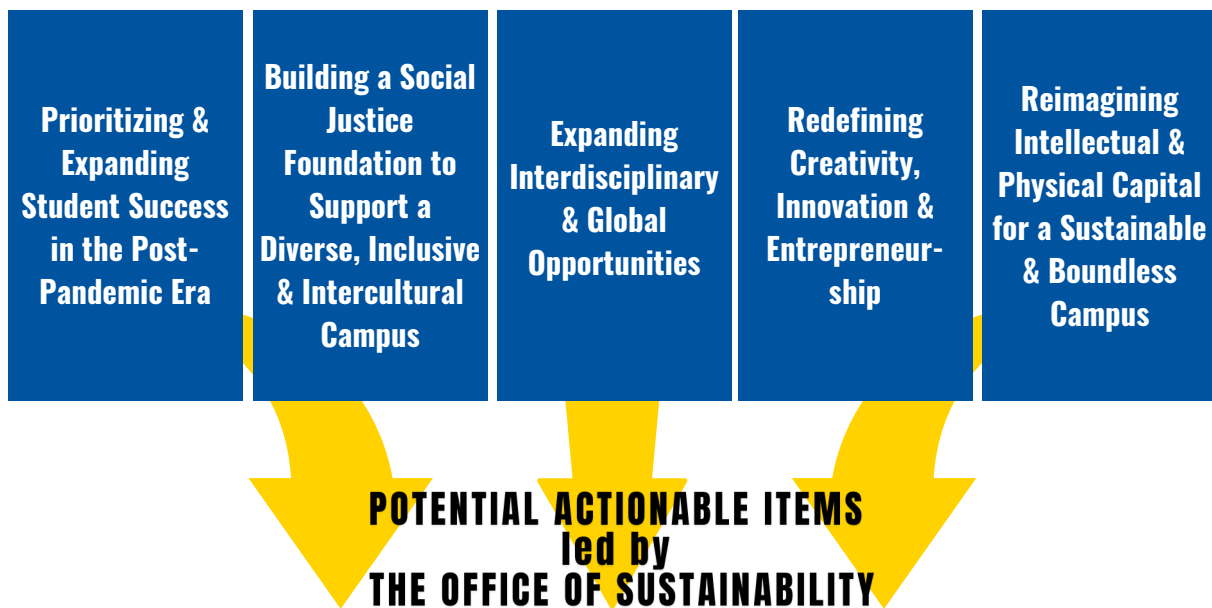 Prioritizing &
Expanding
Student Success
in the Post-
Pandemic Era
Building a Social
Justice
Foundation to
Support a
Diverse, Inclusive
& Intercultural
Campus
Expanding
Interdisciplinary
& Global
Opportunities
Redefining
Creativity,
Innovation &
Entrepreneur-
ship
Reimagining
Intellectual &
Physical Capital
for a Sustainable
& Boundless
Campus
POTENTIAL ACTIONABLE ITEMS
led by
THE OFFICE OF SUSTAINABILITY